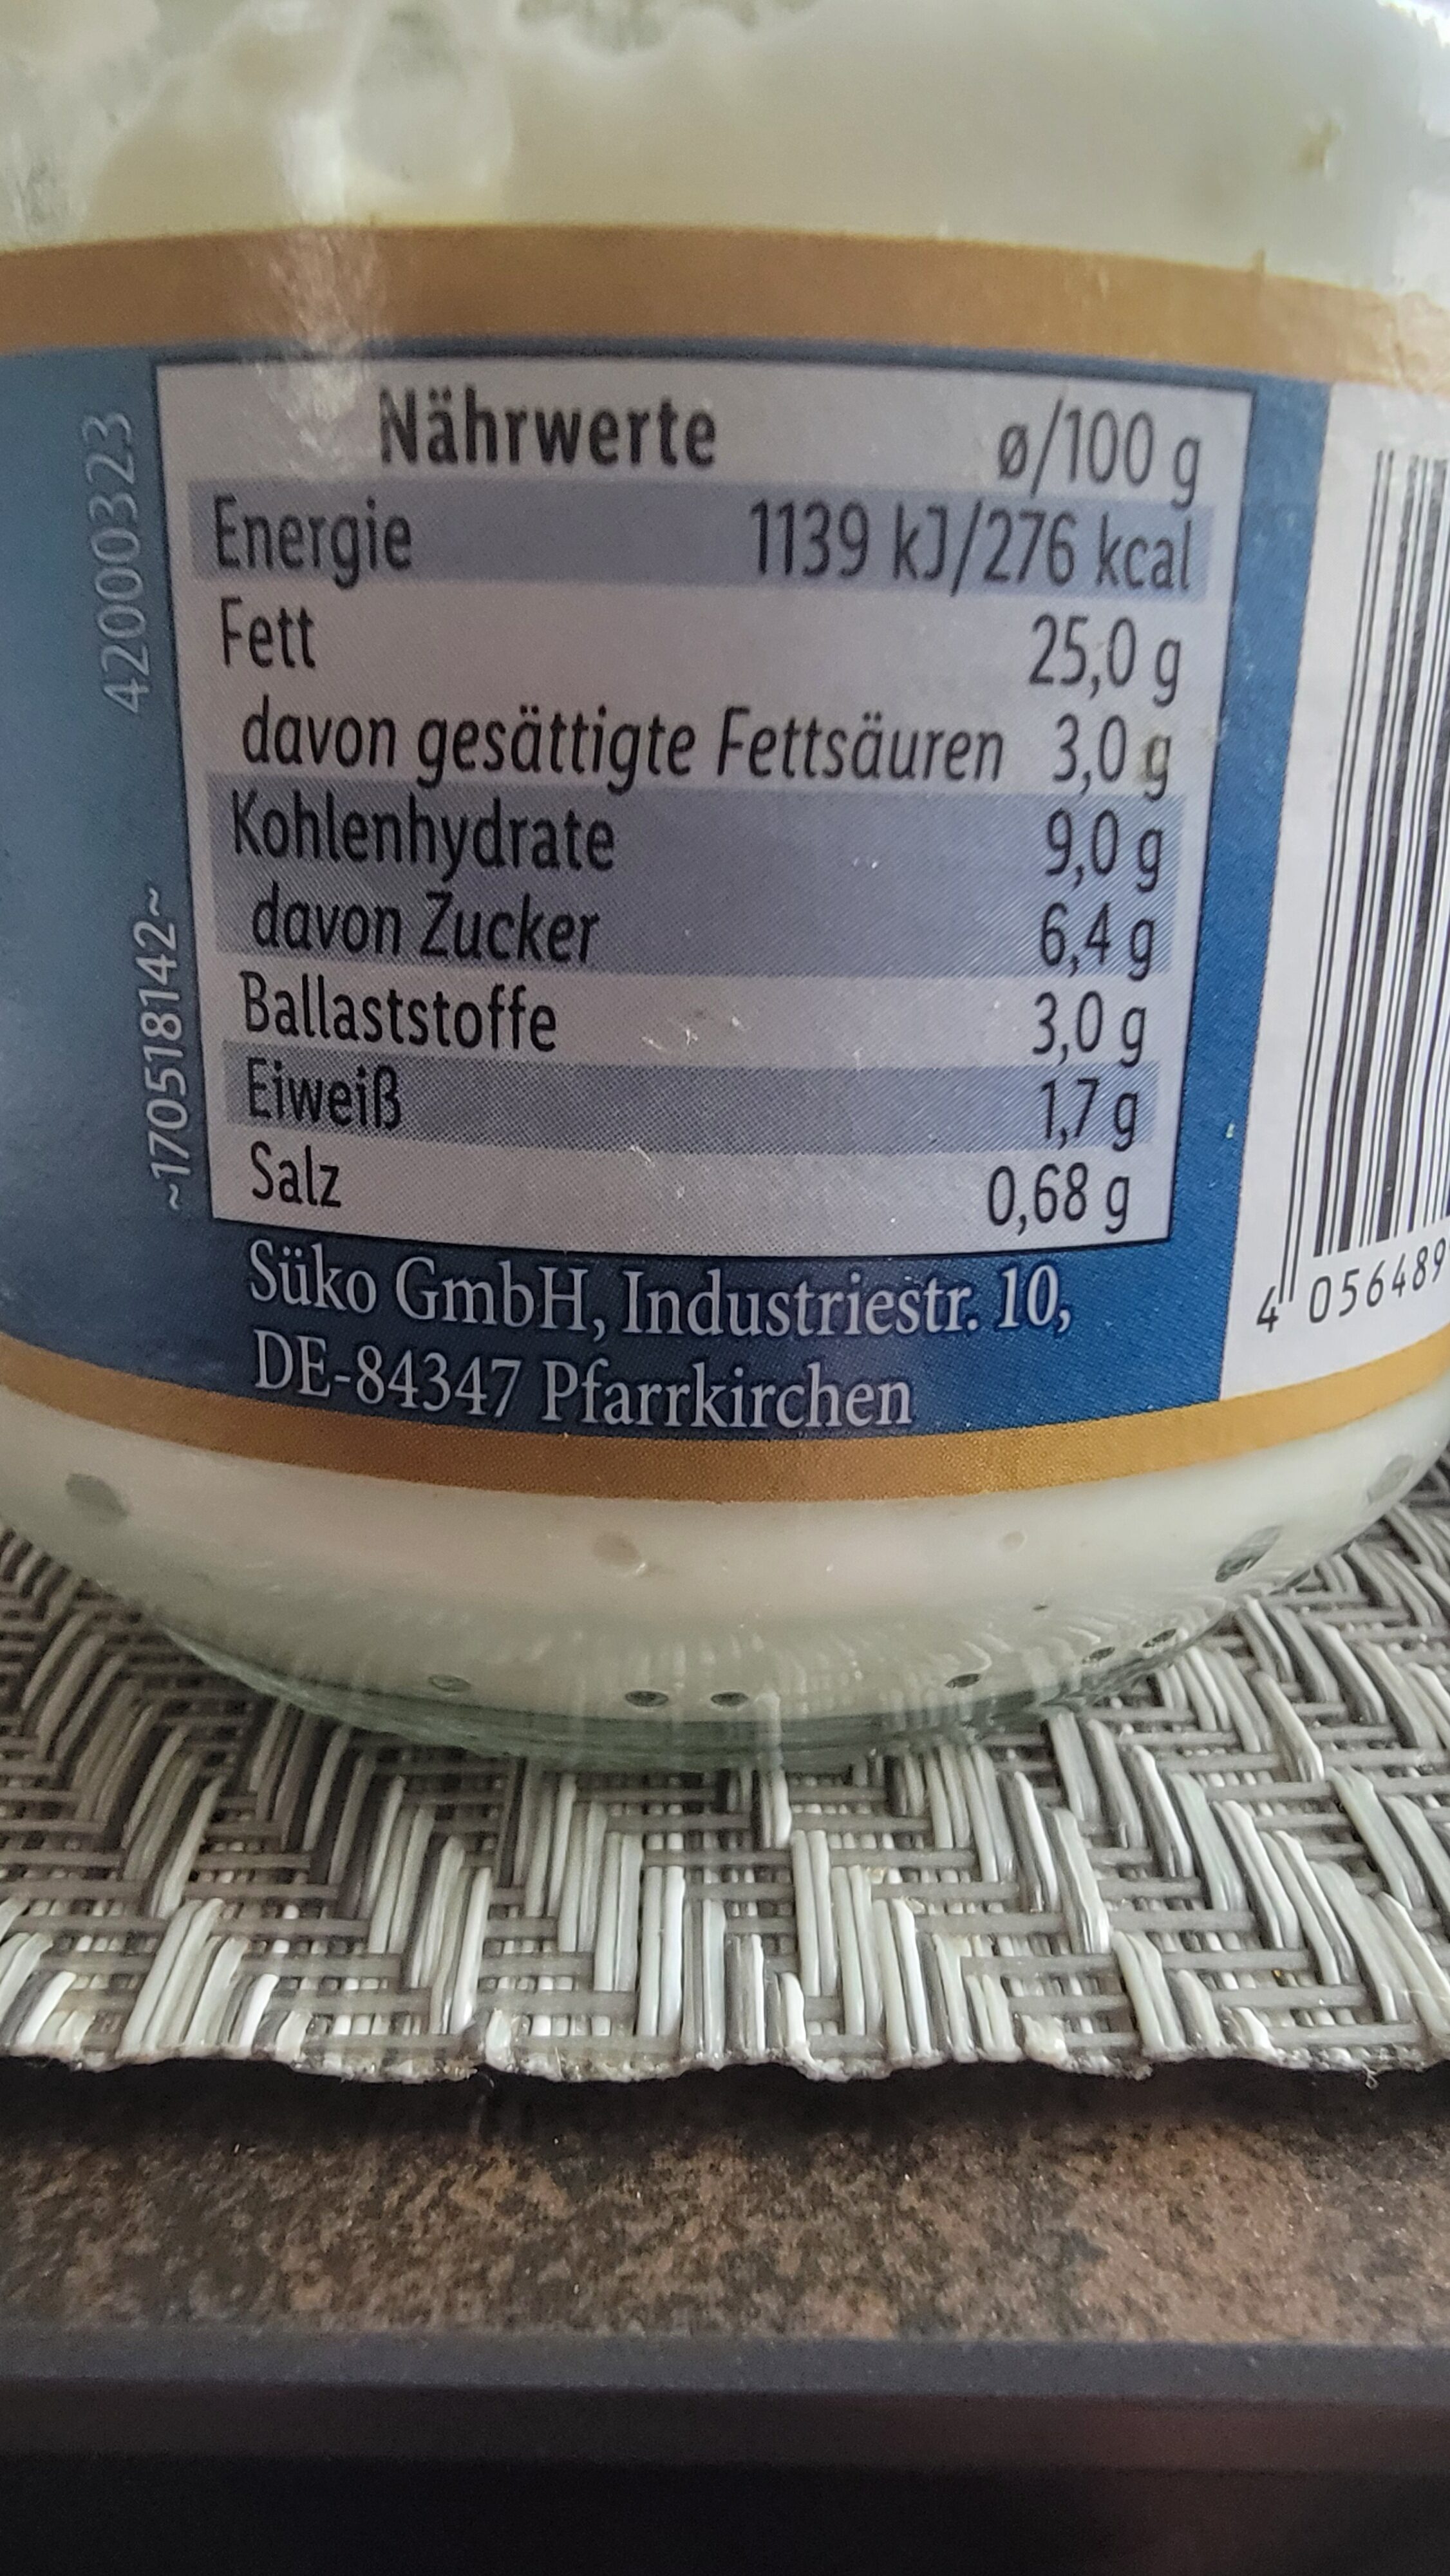 Nährwerte ø/100 g
Energie 1139 kJ/276 kcal
Fett 25,0 g
davon gesättigte Fettsäuren 3,0 g
Kohlenhydrate 9,0 g
davon Zucker 6,4 g
Ballaststoffe 3,0 g
Eiweiß 1,7 g
Salz 0,68 g
Süko GmbH, Industriestr. 10,
DE-84347 Pfarrkirchen
42000323
~170518142~
4 056489